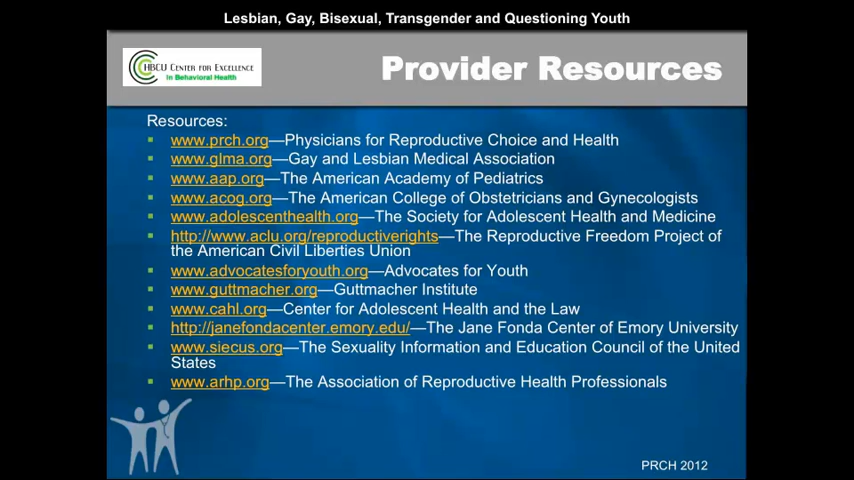 Lesbian, Gay, Bisexual, Transgender and Questioning Youth
HBCU CENTER FOR EXCELLENCE
in Behavioral Health
Provider Resources
Resources:
www.prch.org—Physicians for Reproductive Choice and Health
www.glma.org—Gay and Lesbian Medical Association
www.aap.org—The American Academy of Pediatrics
www.acog.org—The American College of Obstetricians and Gynecologists
www.adolescenthealth.org—The Society for Adolescent Health and Medicine
http://www.aclu.org/reproductiverights—The Reproductive Freedom Project of
the American Civil Liberties Union
www.advocatesforyouth.org—Advocates for Youth
www.guttmacher.org—Guttmacher Institute
www.cahl.org—Center for Adolescent Health and the Law
http://janefondacenter.emory.edu/—The Jane Fonda Center of Emory University
www.siecus.org—The Sexuality Information and Education Council of the United
States
www.arhp.org—The Association of Reproductive Health Professionals
PRCH 2012